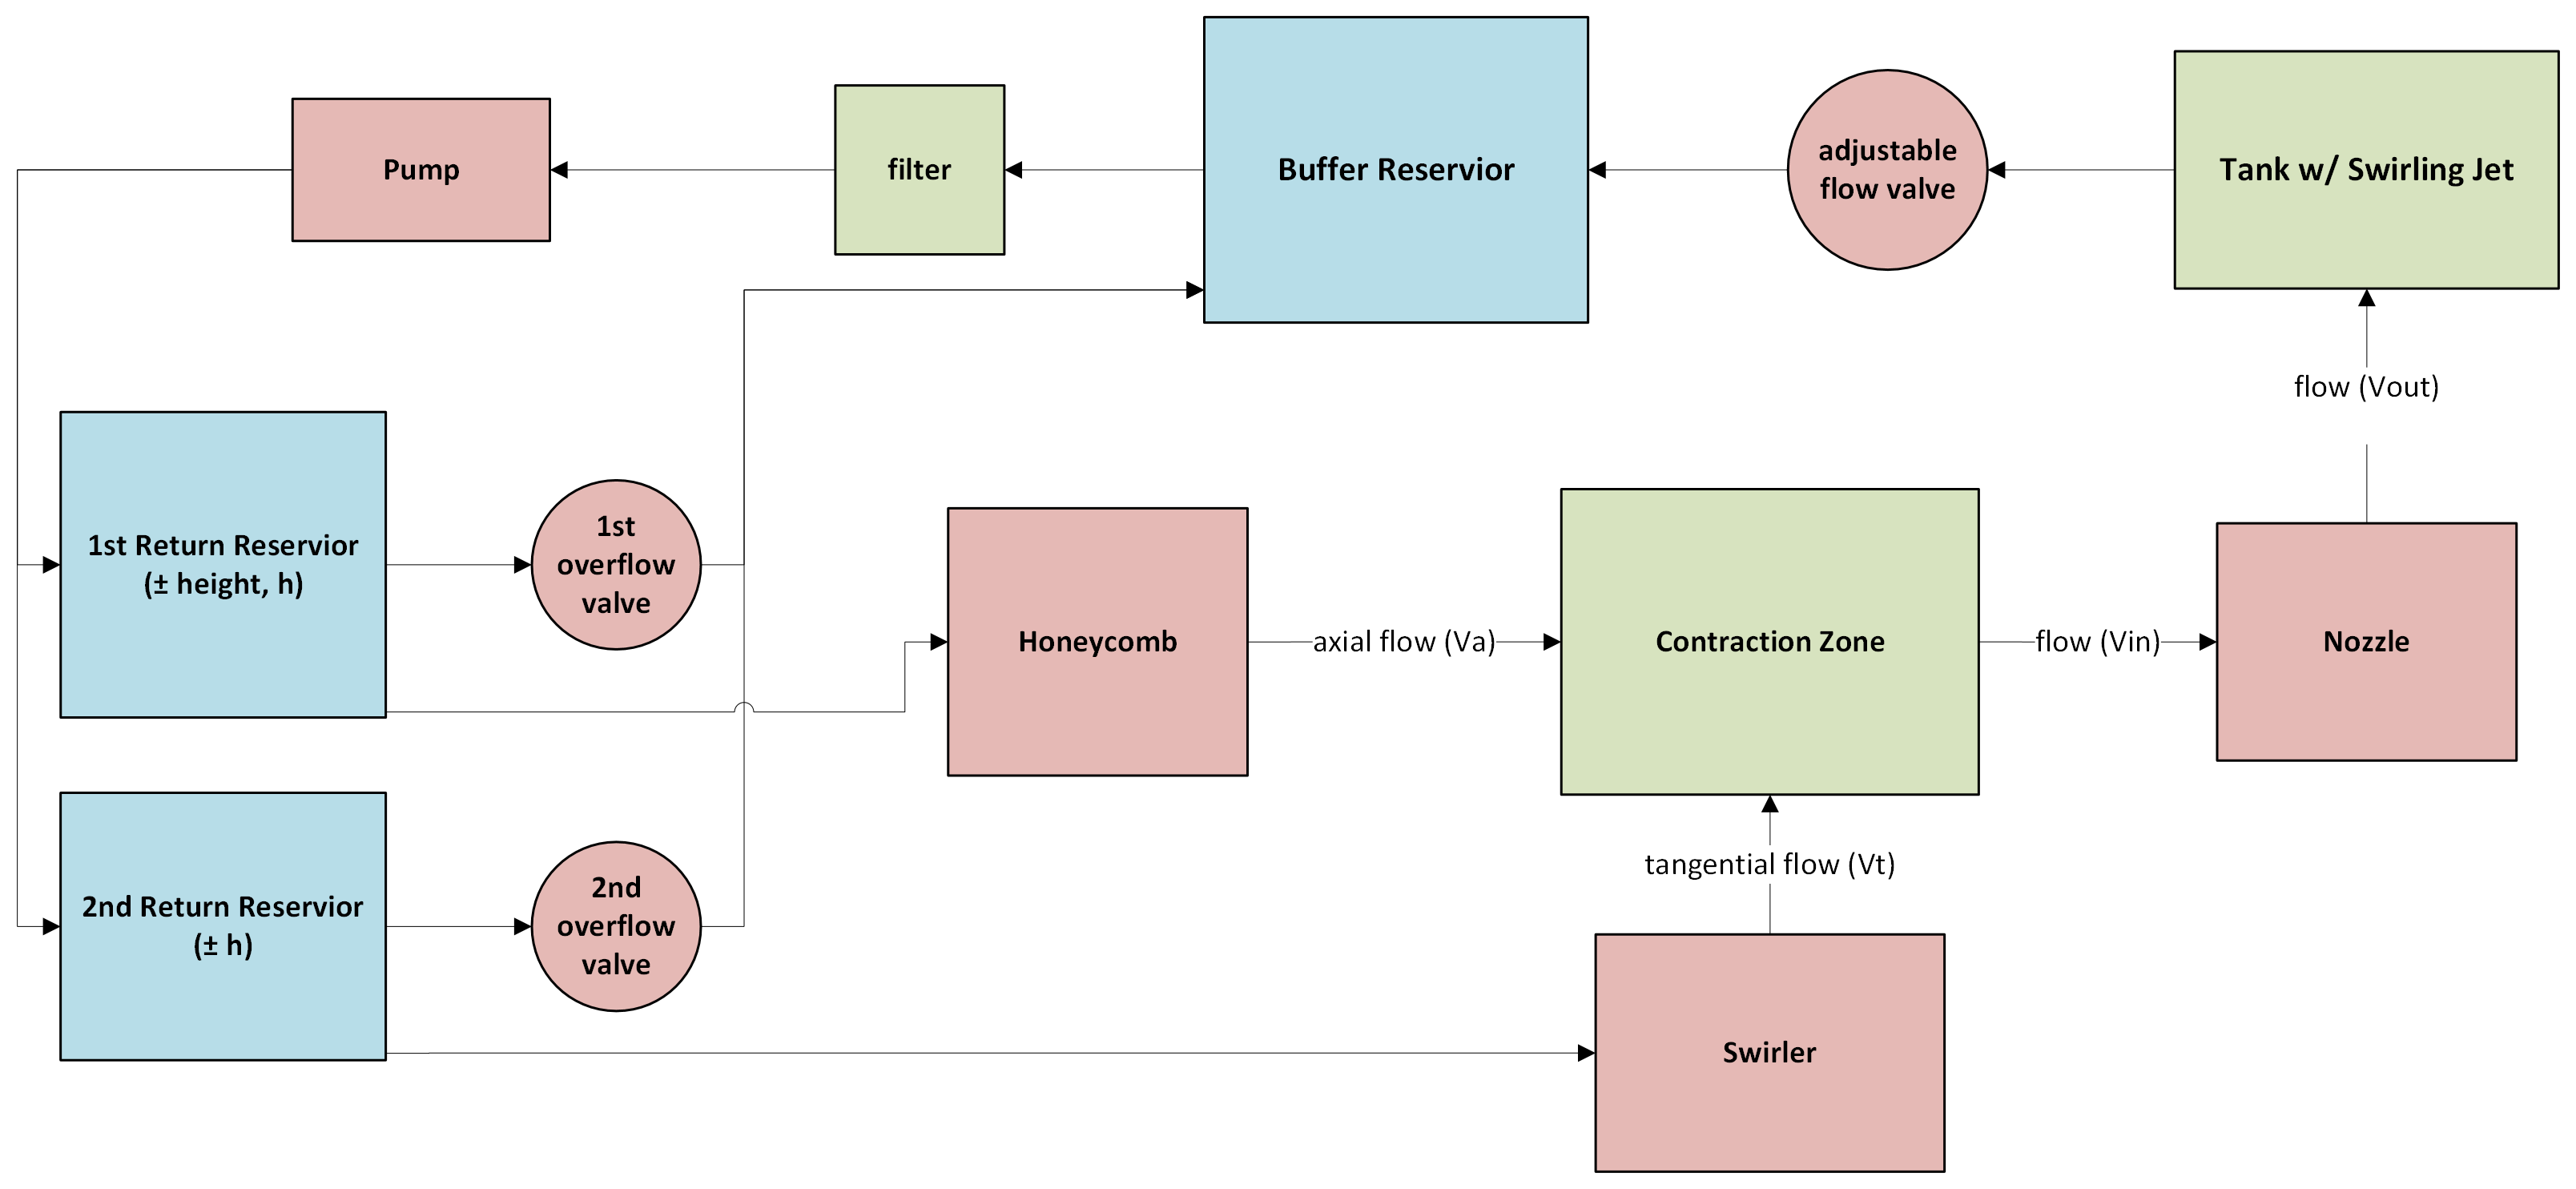 Pump
filter
Buffer Reservior
adjustable
flow valve
Tank w/ Swirling Jet
flow (Vout)
1st Return Reservior
(± height, h)
1st
overflow
valve
Honeycomb
axial flow (Va)
Contraction Zone
flow (Vin)
Nozzle
tangential flow (Vt)
2nd Return Reservior
(± h)
2nd
overflow
valve
Swirler